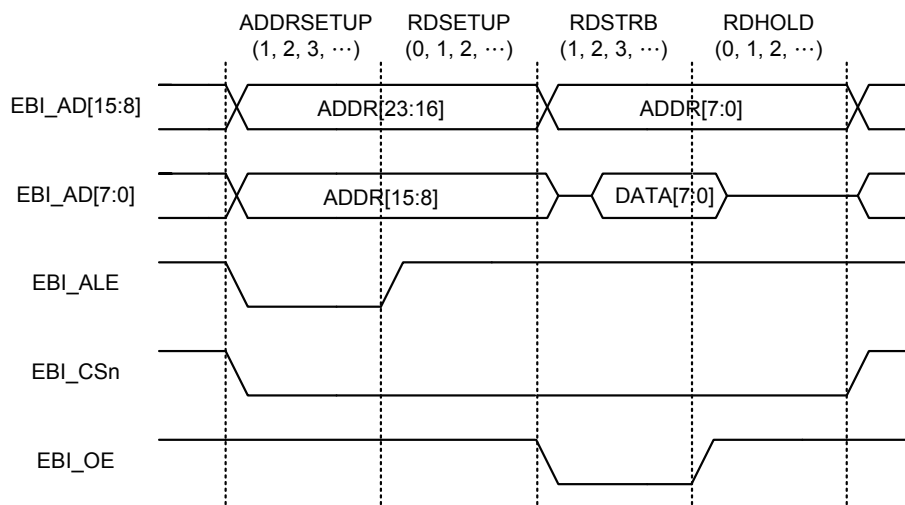 ADDRSETUP RDSETUP RDSTRB RDHOLD
(1, 2, 3, ⋯) (0, 1, 2, ⋯) (1, 2, 3, ⋯) (0, 1, 2, ⋯)
EBI_AD[15:8] ADDR[23:16] ADDR[7:0]
EBI_AD[7:0] ADDR[15:8] DATA[7:0]
EBI_ALE
EBI_CSn
EBI_OE